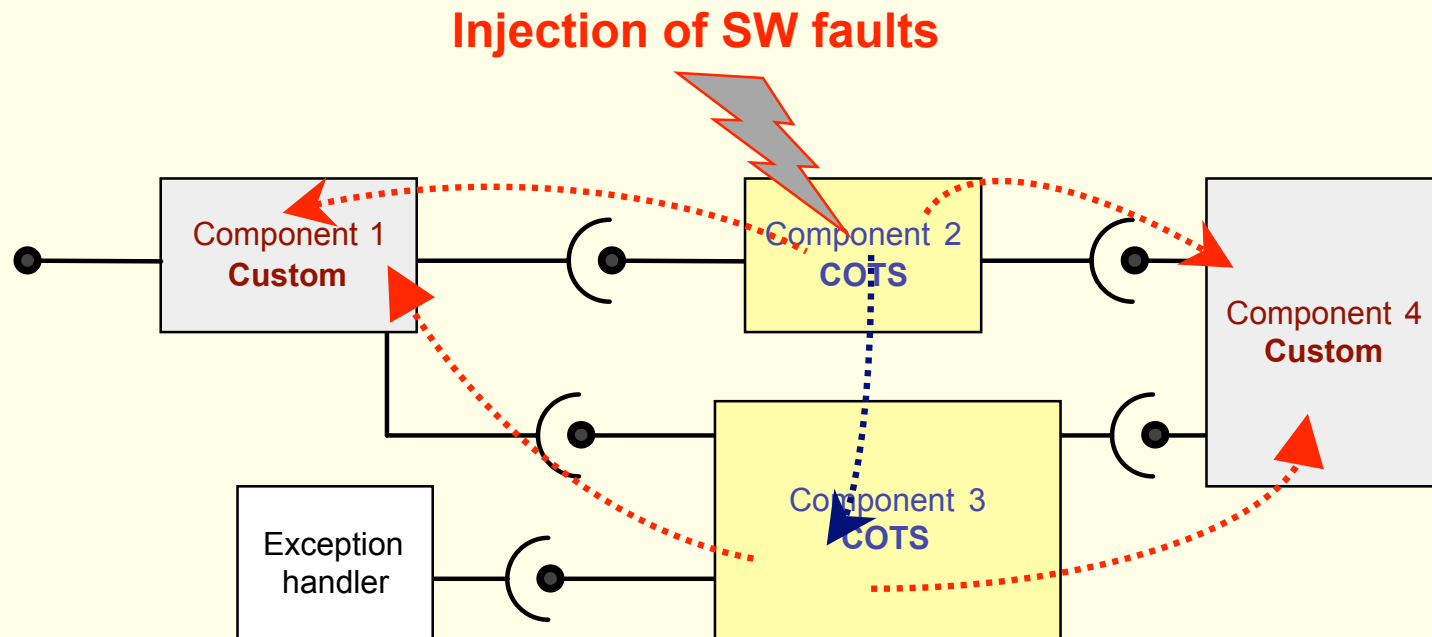 Injection of SW faults
Component 1
Custom
Component 2
COTS
Component 4
Custom
Component 3
COTS
Exception
handler